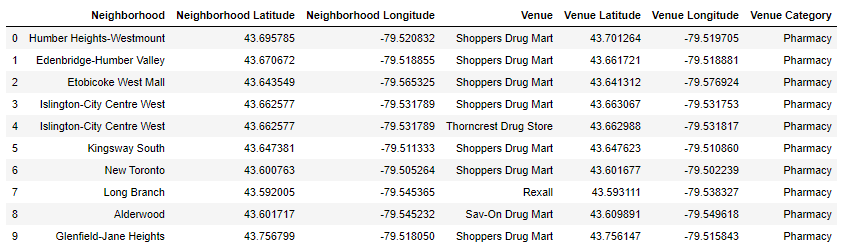 Neighborhood Neighborhood Latitude Neighborhood Longitude Venue Venue Latitude Venue Longitude Venue Category
0 Humber Heights-Westmount 43.695785 -79.520832 Shoppers Drug Mart 43.701264 -79.519705 Pharmacy
1 Edenbridge-Humber Valley 43.670672 -79.518855 Shoppers Drug Mart 43.661721 -79.518881 Pharmacy
2 Etobicoke West Mall 43.643549 -79.565325 Shoppers Drug Mart 43.641312 -79.576924 Pharmacy
3 Islington-City Centre West 43.662577 -79.531789 Shoppers Drug Mart 43.663067 -79.531753 Pharmacy
4 Islington-City Centre West 43.662577 -79.531789 Thorncrest Drug Store 43.662988 -79.531817 Pharmacy
5 Kingsway South 43.647381 -79.511333 Shoppers Drug Mart 43.647623 -79.510860 Pharmacy
6 New Toronto 43.600763 -79.505264 Shoppers Drug Mart 43.601677 -79.502239 Pharmacy
7 Long Branch 43.592005 -79.545365 Rexall 43.593111 -79.538327 Pharmacy
8 Alderwood 43.601717 -79.545232 Sav-On Drug Mart 43.609891 -79.549618 Pharmacy
9 Glenfield-Jane Heights 43.756799 -79.518050 Shoppers Drug Mart 43.756147 -79.515843 Pharmacy